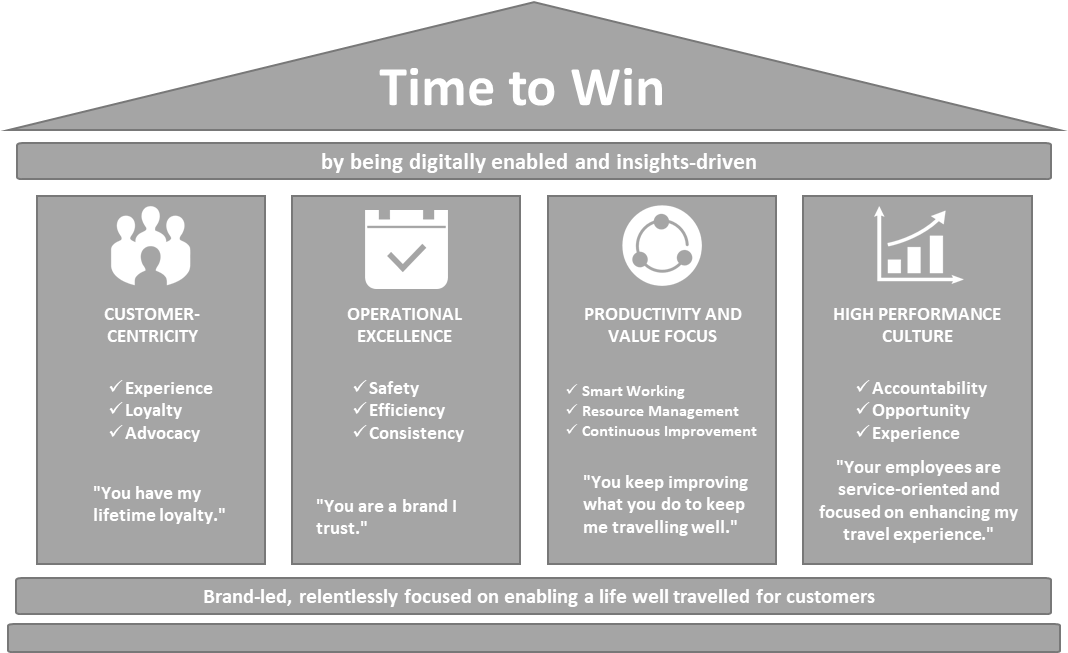 Time to Win
by being digitally enabled and insights-driven
CUSTOMER-
CENTRICITY
✓ Experience
✓ Loyalty
✓ Advocacy
"You have my
lifetime loyalty."
OPERATIONAL
EXCELLENCE
✓ Safety
✓ Efficiency
✓ Consistency
"You are a brand I
trust."
PRODUCTIVITY AND
VALUE FOCUS
✓ Smart Working
✓ Resource Management
✓ Continuous Improvement
"You keep improving
what you do to keep
me travelling well."
HIGH PERFORMANCE
CULTURE
✓ Accountability
✓ Opportunity
✓ Experience
"Your employees are
service-oriented and
focused on enhancing my
travel experience."
Brand-led, relentlessly focused on enabling a life well travelled for customers